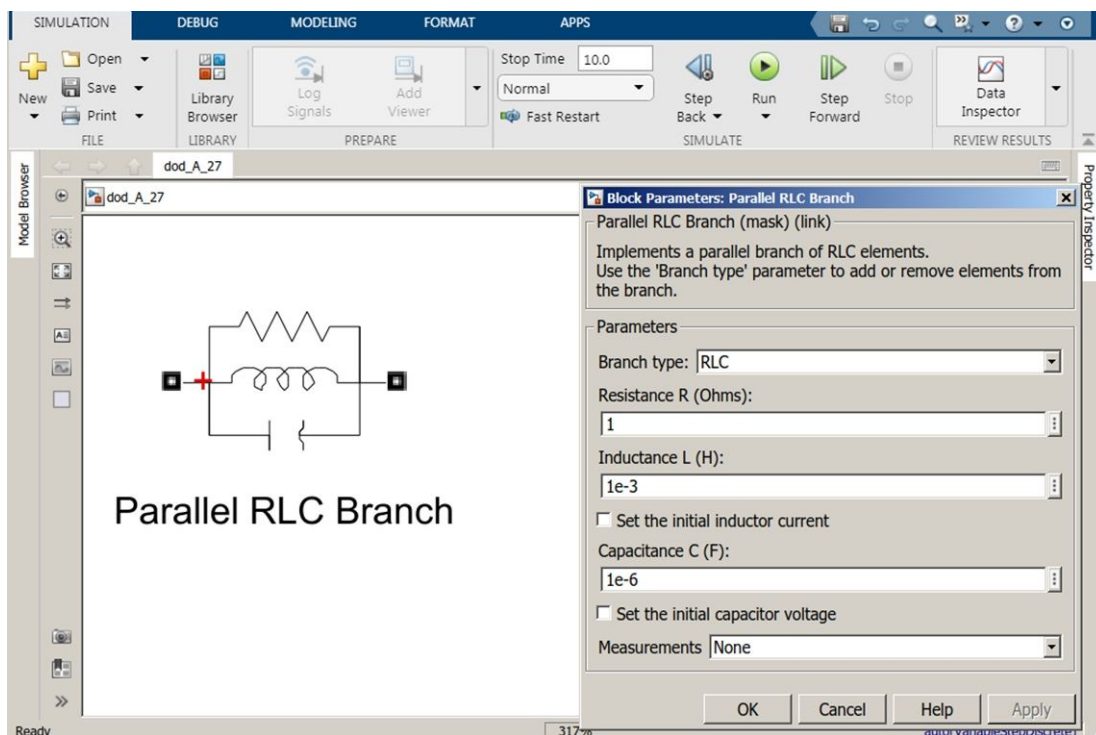 SIMULATION DEBUG MODELING FORMAT APPS
New
Open
Save
Print
FILE
Library Browser
LIBRARY
Log Signals
Add Viewer
PREPARE
Stop Time 10.0
Normal
Fast Restart
Step Back
Run
Step Forward
Stop
SIMULATE
Data Inspector
REVIEW RESULTS
Model Browser
dod_A_27
dod_A_27
Property Inspector
Parallel RLC Branch
Block Parameters: Parallel RLC Branch
Parallel RLC Branch (mask) (link)
Implements a parallel branch of RLC elements.
Use the 'Branch type' parameter to add or remove elements from
the branch.
Parameters
Branch type: RLC
Resistance R (Ohms):
1
Inductance L (H):
1e-3
Set the initial inductor current
Capacitance C (F):
1e-6
Set the initial capacitor voltage
Measurements None
OK Cancel Help Apply
Ready
317%